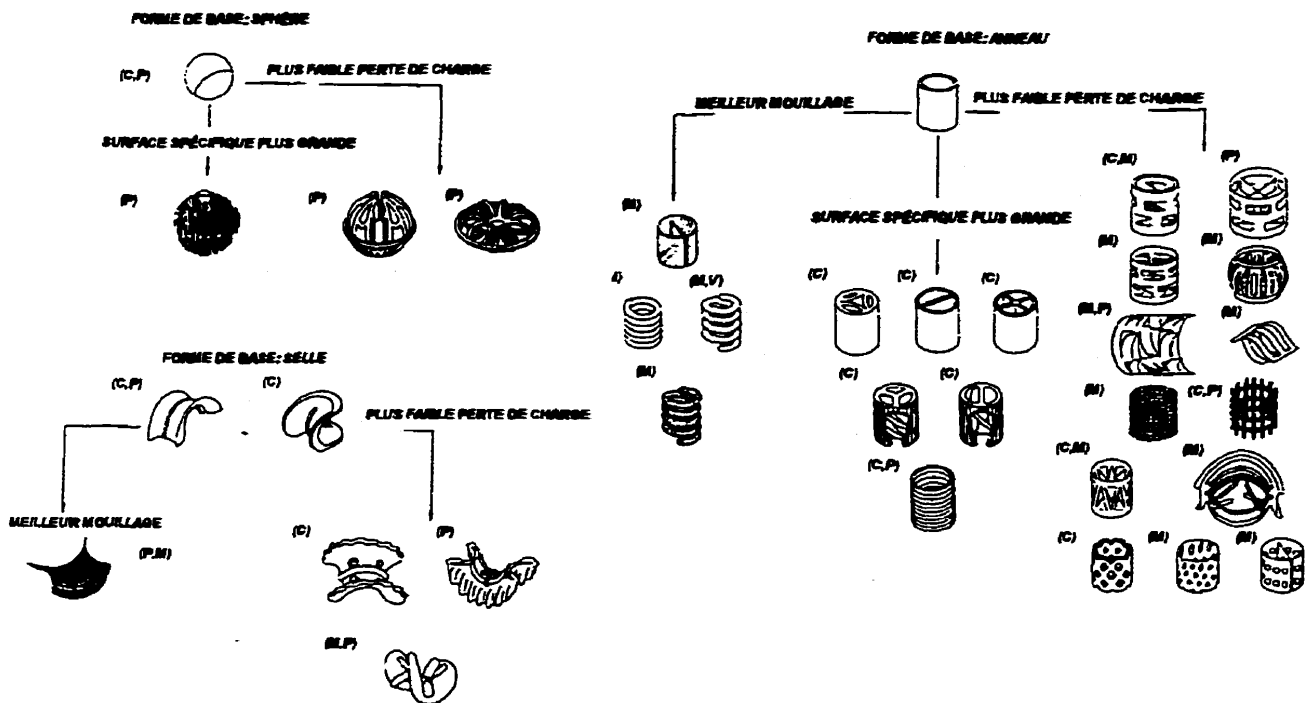 FORME DE BASE: SPHÈRE
(C,P)
PLUS FAIBLE PERTE DE CHARGE
SURFACE SPÉCIFIQUE PLUS GRANDE
(P)
(P)
(P)
FORME DE BASE: SELLE
(C,P)
(C)
PLUS FAIBLE PERTE DE CHARGE
MEILLEUR MOUILLAGE
(P,M)
(C)
(P)
(M,P)
FORME DE BASE: ANNEAU
MEILLEUR MOUILLAGE
PLUS FAIBLE PERTE DE CHARGE
(M)
(M,V)
(M)
SURFACE SPÉCIFIQUE PLUS GRANDE
(C)
(C)
(C)
(C)
(C)
(C,P)
(C,M)
(P)
(M)
(M)
(M,P)
(M)
(M)
(C,P)
(C,M)
(M)
(C)
(M)
(M)